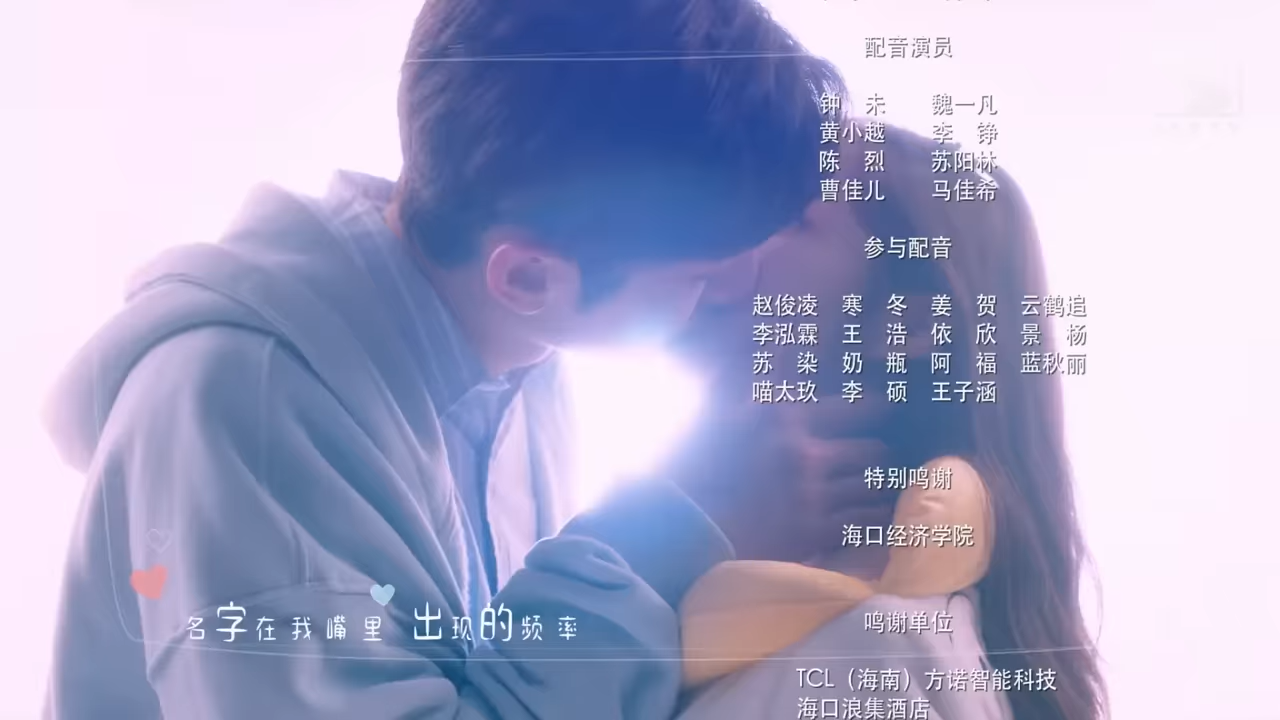 配音演员
钟 未 魏一凡
黄小越 李 铮
陈 烈 苏阳林
曹佳儿 马佳希
参与配音
赵俊凌 寒 冬 姜 贺 云鹤追
李泓霖 王 浩 依 欣 景 杨
苏 染 奶 瓶 阿 福 蓝秋丽
喵太玖 李 硕 王子涵
特别鸣谢
海口经济学院
名字在我嘴里 出现的频率
鸣谢单位
TCL（海南）方诺智能科技
海口浪集酒店